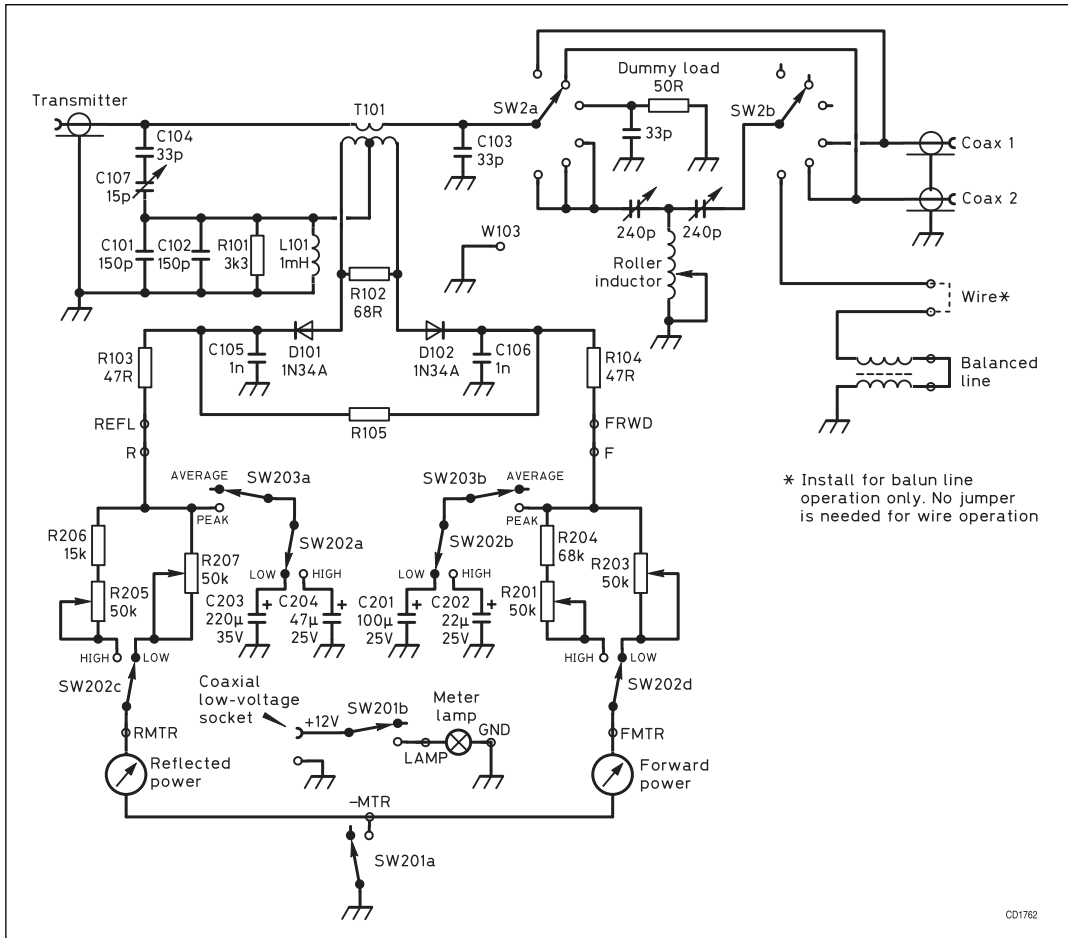 Transmitter
C104
33p
C107
15p
T101
C103
33p
SW2a
Dummy load
50R
33p
SW2b
Coax 1
Coax 2
C101
150p
C102
150p
R101
3k3
L101
1mH
W103
240p
240p
Roller
inductor
R102
68R
Wire*
R103
47R
C105
1n
D101
1N34A
D102
1N34A
C106
1n
R104
47R
Balanced
line
R105
REFL
R
FRWD
F
* Install for balun line
operation only. No jumper
is needed for wire operation
AVERAGE
SW203a
PEAK
SW203b
AVERAGE
PEAK
R206
15k
R207
50k
R205
50k
SW202a
LOW
HIGH
C203
220µ
35V
C204
47µ
25V
SW202b
LOW
HIGH
C201
100µ
25V
C202
22µ
25V
R204
68k
R203
50k
R201
50k
HIGH
LOW
SW202c
HIGH
LOW
SW202d
Coaxial
low-voltage
socket
+12V
SW201b
Meter
lamp
LAMP
GND
RMTR
Reflected
power
FMTR
Forward
power
–MTR
SW201a
CD1762